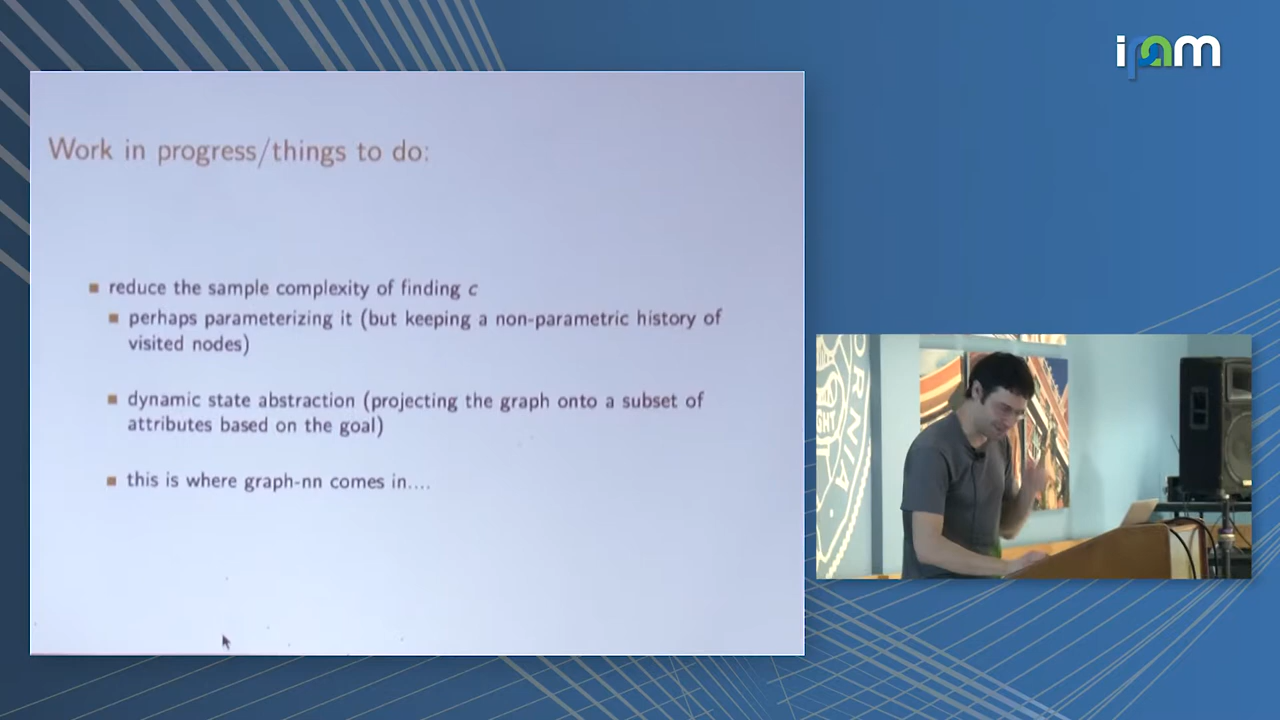 ipam
Work in progress/things to do:
reduce the sample complexity of finding c
perhaps parameterizing it (but keeping a non-parametric history of
visited nodes)
dynamic state abstraction (projecting the graph onto a subset of
attributes based on the goal)
this is where graph-nn comes in....
ORNIA